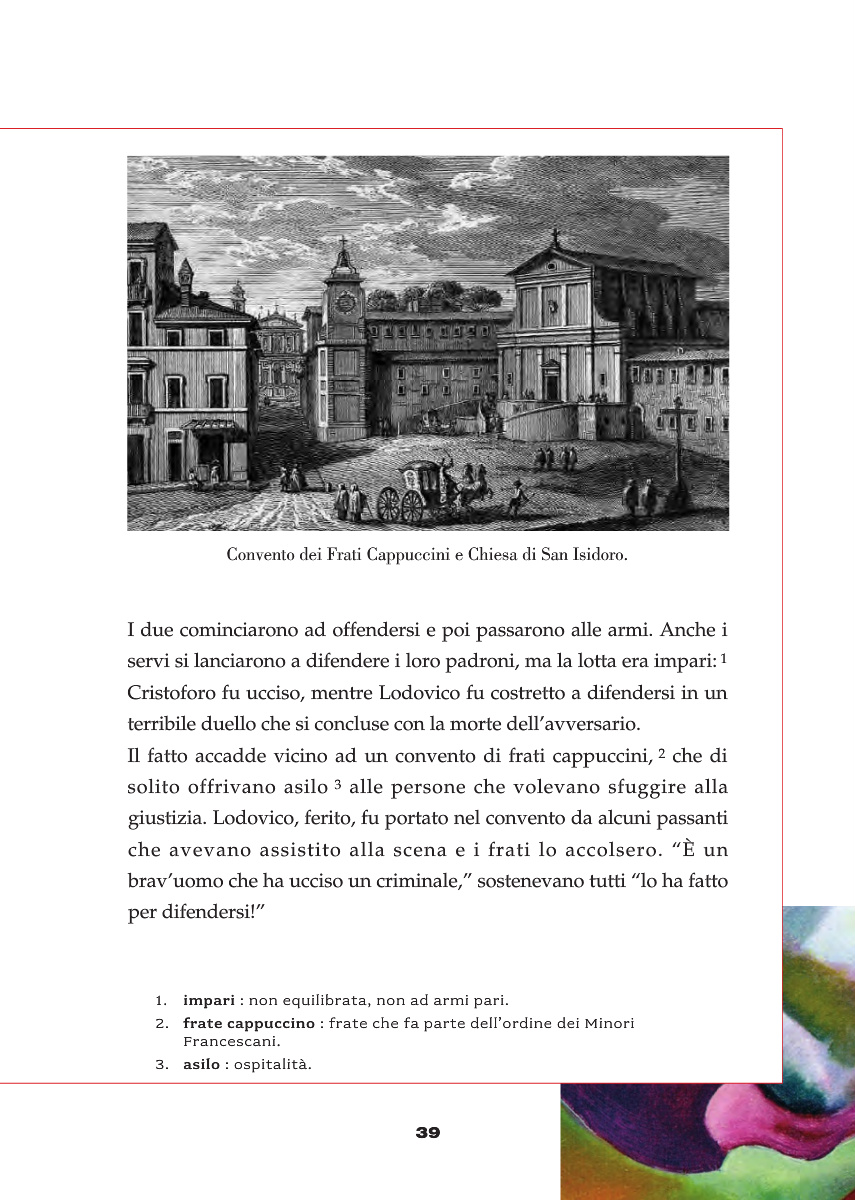 Convento dei Frati Cappuccini e Chiesa di San Isidoro.
I due cominciarono ad offendersi e poi passarono alle armi. Anche i
servi si lanciarono a difendere i loro padroni, ma la lotta era impari: 1
Cristoforo fu ucciso, mentre Lodovico fu costretto a difendersi in un
terribile duello che si concluse con la morte dell’avversario.
Il fatto accadde vicino ad un convento di frati cappuccini, 2 che di
solito offrivano asilo 3 alle persone che volevano sfuggire alla
giustizia. Lodovico, ferito, fu portato nel convento da alcuni passanti
che avevano assistito alla scena e i frati lo accolsero. “È un
brav’uomo che ha ucciso un criminale,” sostenevano tutti “lo ha fatto
per difendersi!”
1. impari : non equilibrata, non ad armi pari.
2. frate cappuccino : frate che fa parte dell’ordine dei Minori
Francescani.
3. asilo : ospitalità.
39